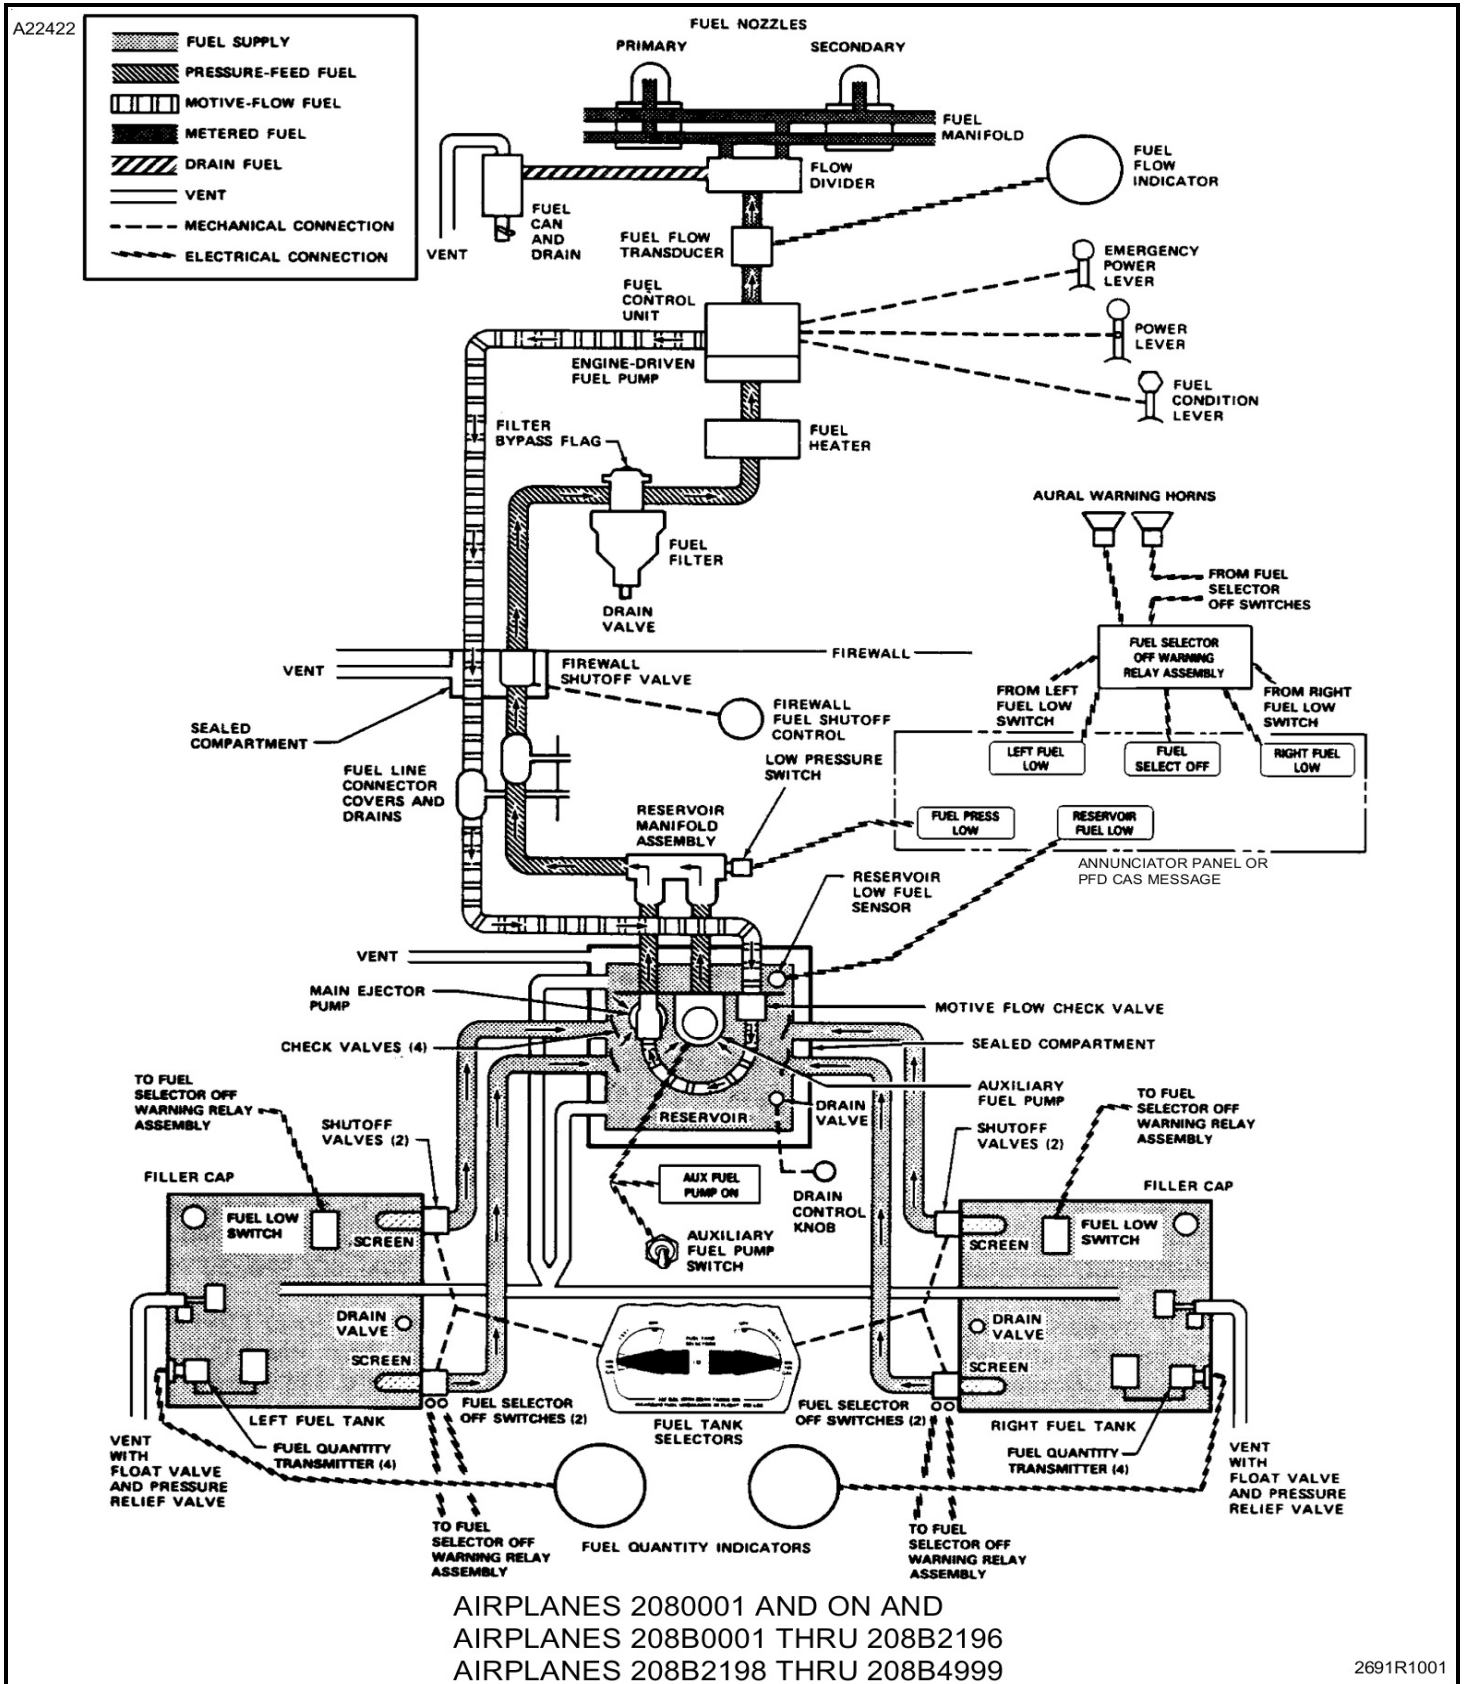 A22422
FUEL SUPPLY
PRESSURE-FEED FUEL
MOTIVE-FLOW FUEL
METERED FUEL
DRAIN FUEL
VENT
MECHANICAL CONNECTION
ELECTRICAL CONNECTION
FUEL NOZZLES
PRIMARY
SECONDARY
FUEL
MANIFOLD
FLOW
DIVIDER
FUEL
FLOW
INDICATOR
FUEL
CAN
AND
DRAIN
VENT
FUEL FLOW
TRANSDUCER
EMERGENCY
POWER
LEVER
FUEL
CONTROL
UNIT
POWER
LEVER
ENGINE-DRIVEN
FUEL PUMP
FUEL
CONDITION
LEVER
FILTER
BYPASS FLAG
FUEL
HEATER
AURAL WARNING HORNS
FUEL
FILTER
DRAIN
VALVE
FROM FUEL
SELECTOR
OFF SWITCHES
FUEL SELECTOR
OFF WARNING
RELAY ASSEMBLY
FIREWALL
VENT
FIREWALL
SHUTOFF VALVE
FROM LEFT
FUEL LOW
SWITCH
FROM RIGHT
FUEL LOW
SWITCH
SEALED
COMPARTMENT
FIREWALL
FUEL SHUTOFF
CONTROL
LEFT FUEL
LOW
FUEL
SELECT OFF
RIGHT FUEL
LOW
FUEL LINE
CONNECTOR
COVERS AND
DRAINS
LOW PRESSURE
SWITCH
RESERVOIR
MANIFOLD
ASSEMBLY
FUEL PRESS
LOW
RESERVOIR
FUEL LOW
ANNUNCIATOR PANEL OR
PFD CAS MESSAGE
RESERVOIR
LOW FUEL
SENSOR
VENT
MAIN EJECTOR
PUMP
MOTIVE FLOW CHECK VALVE
CHECK VALVES (4)
SEALED COMPARTMENT
TO FUEL
SELECTOR OFF
WARNING RELAY
ASSEMBLY
SHUTOFF
VALVES (2)
RESERVOIR
DRAIN
VALVE
AUXILIARY
FUEL PUMP
SHUTOFF
VALVES (2)
TO FUEL
SELECTOR OFF
WARNING RELAY
ASSEMBLY
FILLER CAP
AUX FUEL
PUMP ON
DRAIN
CONTROL
KNOB
FILLER CAP
FUEL LOW
SWITCH
SCREEN
AUXILIARY
FUEL PUMP
SWITCH
SCREEN
FUEL LOW
SWITCH
DRAIN
VALVE
SCREEN
FUEL TANK
SELECTORS
DRAIN
VALVE
SCREEN
LEFT FUEL TANK
FUEL SELECTOR
OFF SWITCHES (2)
FUEL TANK
SELECTORS
FUEL SELECTOR
OFF SWITCHES (2)
RIGHT FUEL TANK
VENT
WITH
FLOAT VALVE
AND PRESSURE
RELIEF VALVE
FUEL QUANTITY
TRANSMITTER (4)
FUEL QUANTITY
TRANSMITTER (4)
VENT
WITH
FLOAT VALVE
AND PRESSURE
RELIEF VALVE
TO FUEL
SELECTOR OFF
WARNING RELAY
ASSEMBLY
FUEL QUANTITY INDICATORS
TO FUEL
SELECTOR OFF
WARNING RELAY
ASSEMBLY
AIRPLANES 2080001 AND ON AND
AIRPLANES 208B0001 THRU 208B2196
AIRPLANES 208B2198 THRU 208B4999
2691R1001